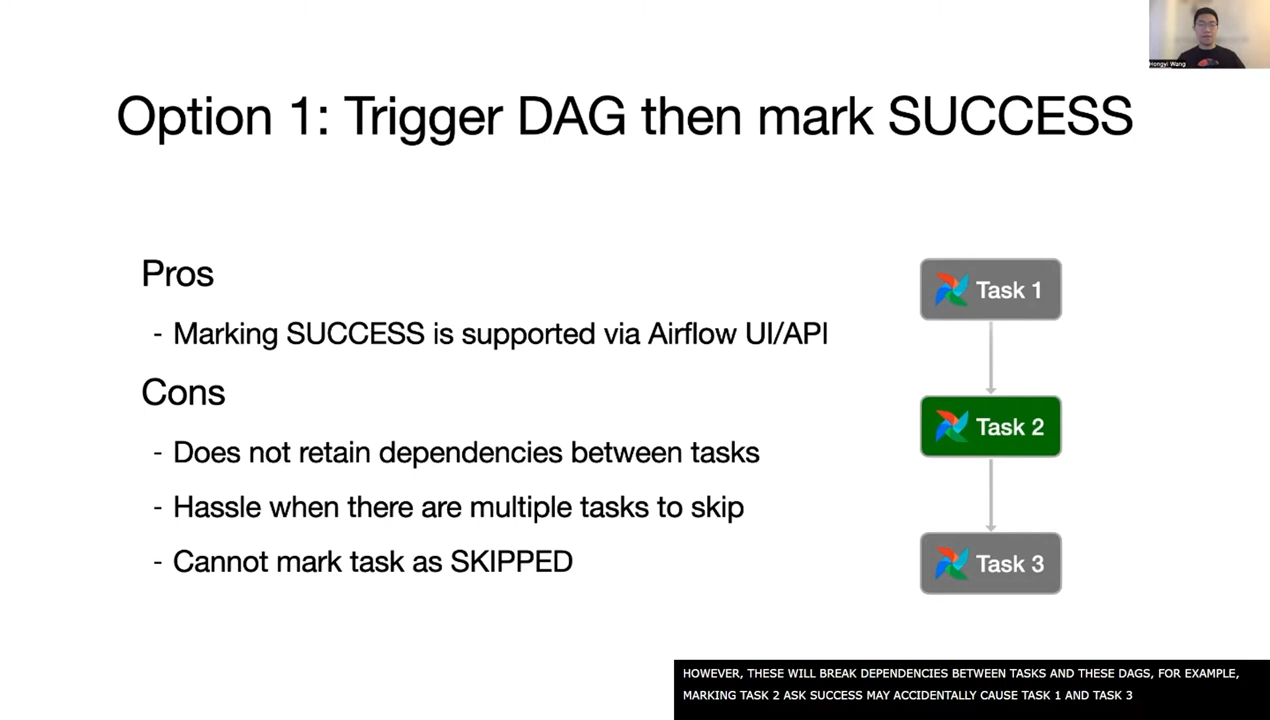 Hongyi Wang
Option 1: Trigger DAG then mark SUCCESS
Pros
- Marking SUCCESS is supported via Airflow UI/API
Cons
- Does not retain dependencies between tasks
- Hassle when there are multiple tasks to skip
- Cannot mark task as SKIPPED
Task 1
Task 2
Task 3
HOWEVER, THESE WILL BREAK DEPENDENCIES BETWEEN TASKS AND THESE DAGS, FOR EXAMPLE,
MARKING TASK 2 ASK SUCCESS MAY ACCIDENTALLY CAUSE TASK 1 AND TASK 3